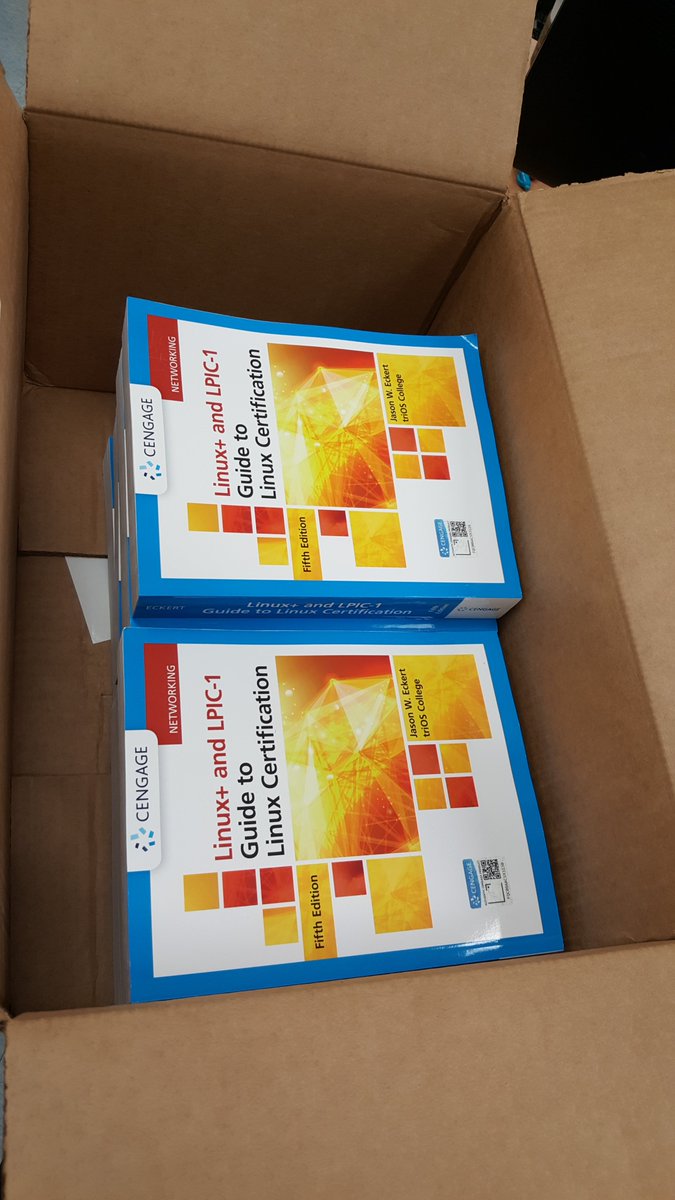 NETWORKING
CENGAGE
Linux+ and LPIC-1
Guide to
Linux Certification
Fifth Edition
Jason W. Eckert
triOS College
CENGAGE
ECKERT
Linux+ and LPIC-1
Guide to Linux Certification
CENGAGE
NETWORKING
CENGAGE
Linux+ and LPIC-1
Guide to
Linux Certification
Fifth Edition
Jason W. Eckert
triOS College
CENGAGE